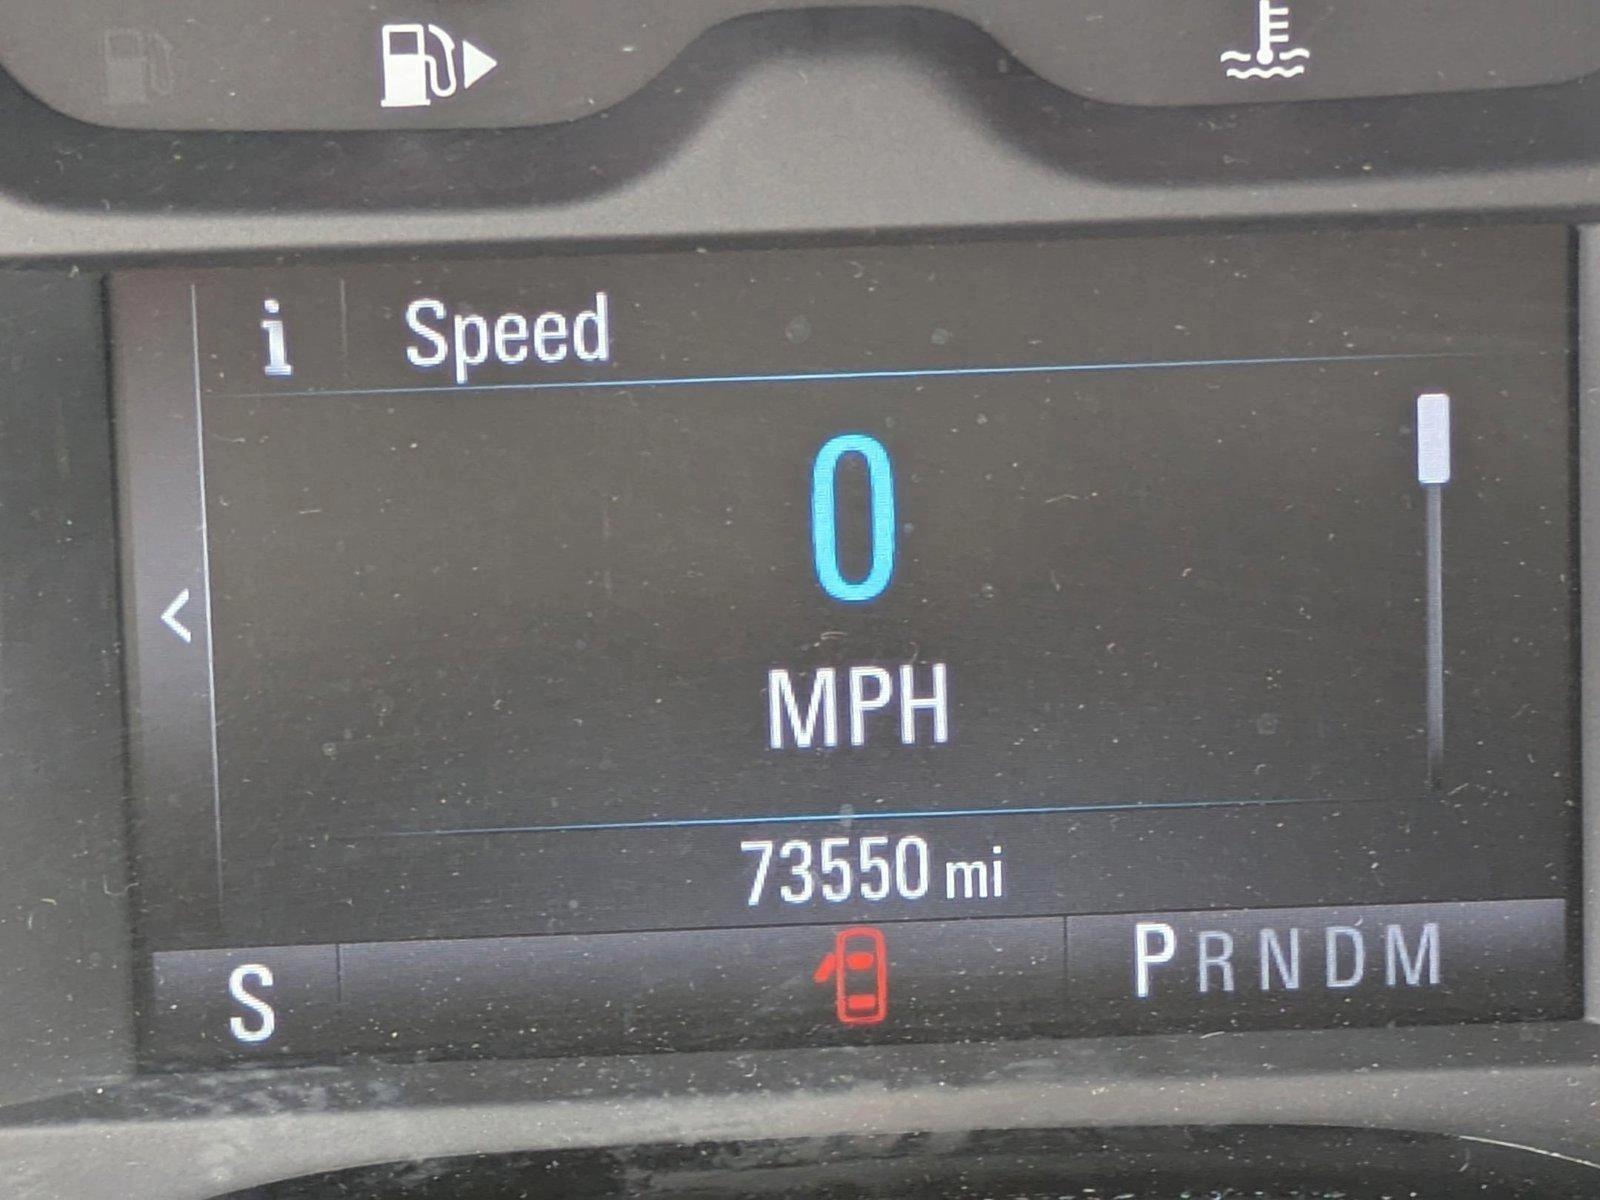 i Speed
0
MPH
73550 mi
S PRNDM